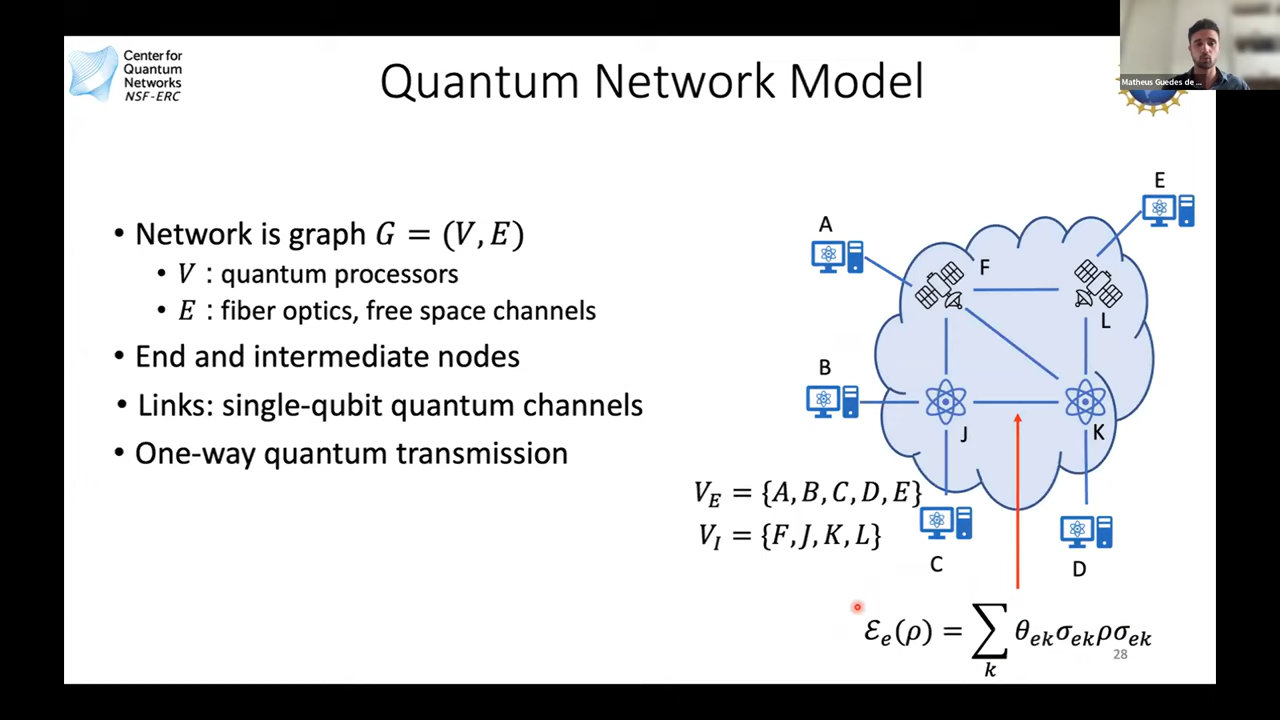 Center for
Quantum
Networks
NSF-ERC
Quantum Network Model
Matheus Guedes de ...
• Network is graph G = (V, E)
• V : quantum processors
• E : fiber optics, free space channels
• End and intermediate nodes
• Links: single-qubit quantum channels
• One-way quantum transmission
A
E
F
L
B
J
K
V_E = {A, B, C, D, E}
V_I = {F, J, K, L}
C
D
ℰ_e(ρ) = ∑_k θ_ek σ_ek ρ σ_ek
28